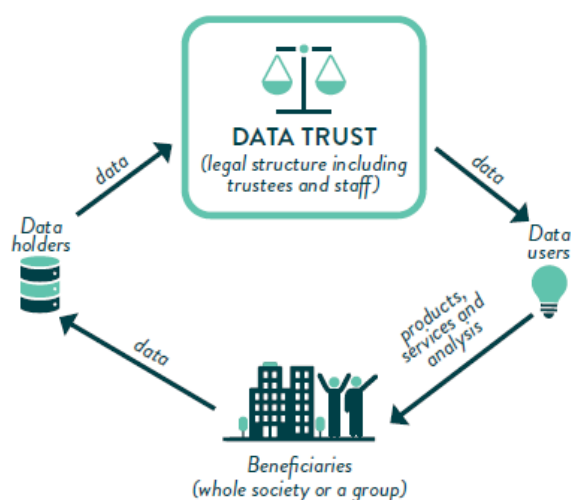 DATA TRUST
(legal structure including
trustees and staff)
data
data
Data
holders
Data
users
products,
services and
analysis
data
Beneficiaries
(whole society or a group)